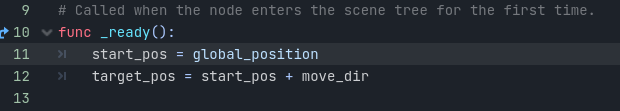 9 # Called when the node enters the scene tree for the first time.
10 func _ready():
11 start_pos = global_position
12 target_pos = start_pos + move_dir
13